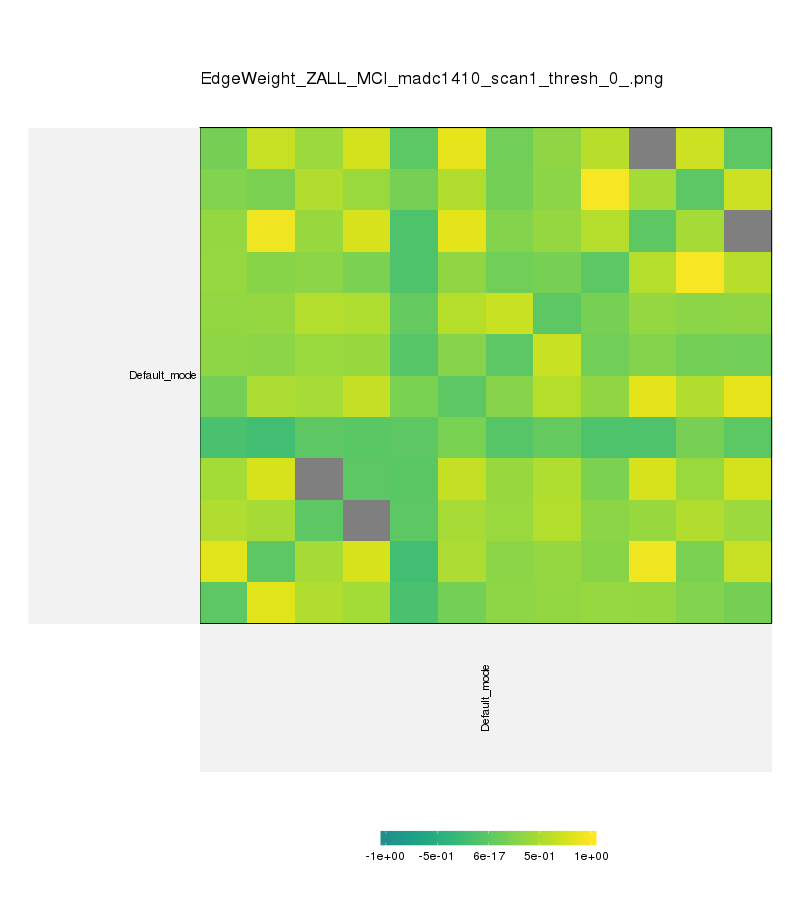 EdgeWeight_ZALL_MCI_madc1410_scan1_thresh_0_.png
Default_mode
Default_mode
-1e+00 -5e-01 6e-17 5e-01 1e+00